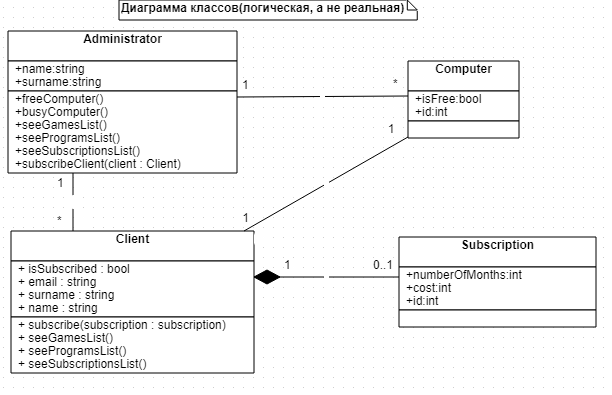 Диаграмма классов(логическая, а не реальная)
Administrator
+name:string
+surname:string
+freeComputer()
+busyComputer()
+seeGamesList()
+seeProgramsList()
+seeSubscriptionsList()
+subscribeClient(client : Client)
1
*
Computer
+isFree:bool
+id:int
1
1
1
*
Client
+ isSubscribed : bool
+ email : string
+ surname : string
+ name : string
+ subscribe(subscription : subscription)
+ seeGamesList()
+ seeProgramsList()
+ seeSubscriptionsList()
1
0..1
Subscription
+numberOfMonths:int
+cost:int
+id:int